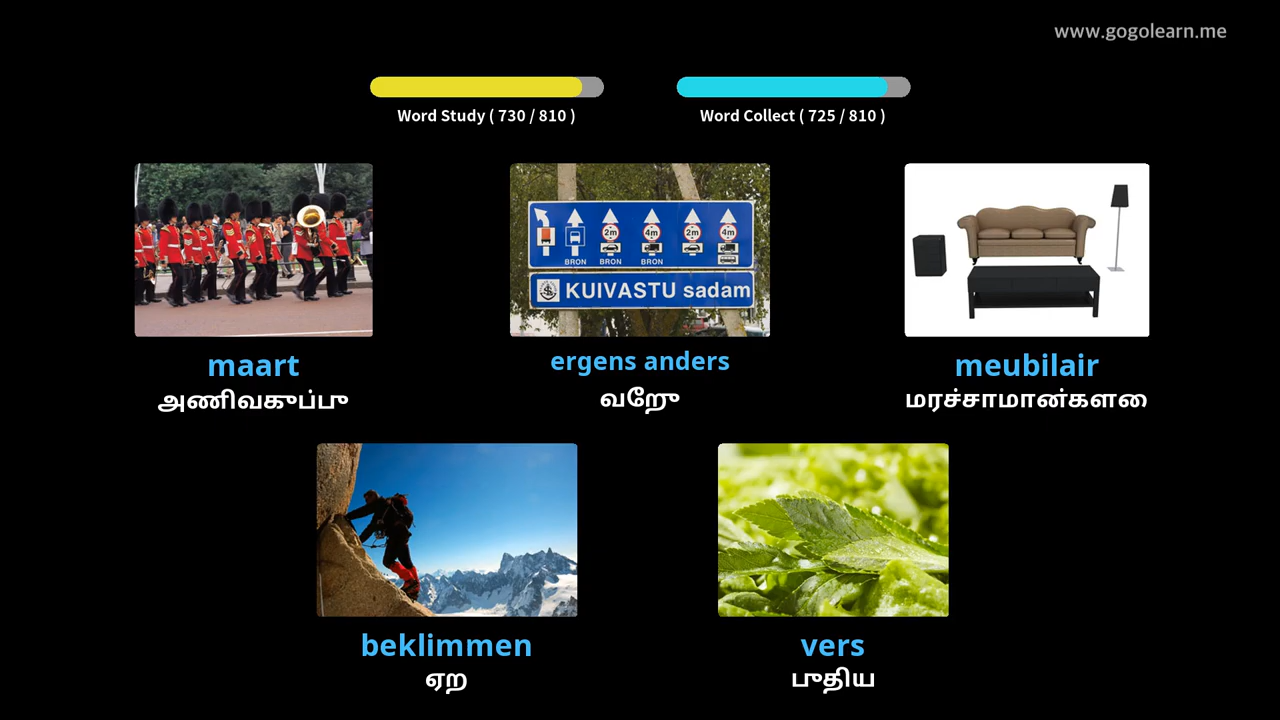 www.gogolearn.me
Word Study ( 730 / 810 )
Word Collect ( 725 / 810 )
2m
4m
2m
4m
BRON
BRON
BRON
KUIVASTU sadam
maart
அணிவகுப்பு
ergens anders
வேறு
meubilair
மரச்சாமான்களை
beklimmen
ஏற
vers
புதிய